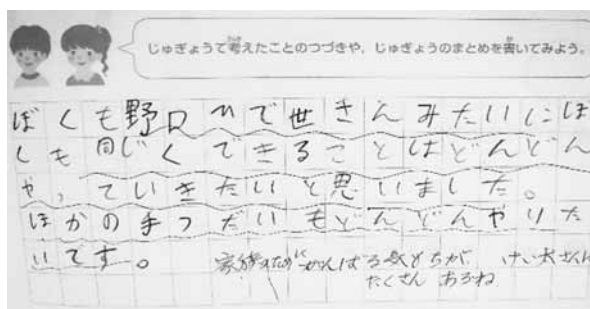 じゅぎょうで考えたことのつづきや、じゅぎょうのまとめを書いてみよう。
ぼくも野口ひで世さんみたいにほ
くも同じくできることはどんどん
や、ていきたいと思いました。
ほかの手つだいもどんどんやりた
いです。
家族のためにがんばる気もちが、けい太さんに
たくさんあるね